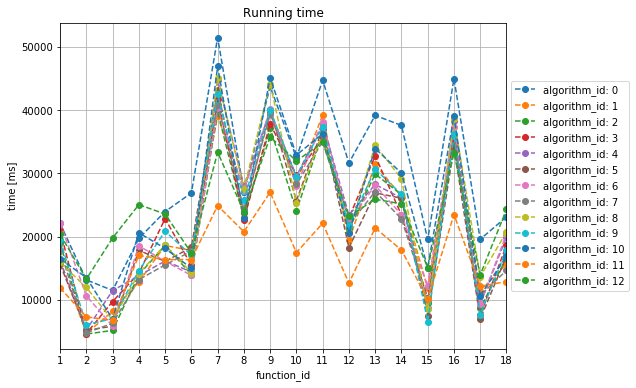 Running time
50000
40000
30000
20000
10000
time [ms]
1 2 3 4 5 6 7 8 9 10 11 12 13 14 15 16 17 18
function_id
algorithm_id: 0
algorithm_id: 1
algorithm_id: 2
algorithm_id: 3
algorithm_id: 4
algorithm_id: 5
algorithm_id: 6
algorithm_id: 7
algorithm_id: 8
algorithm_id: 9
algorithm_id: 10
algorithm_id: 11
algorithm_id: 12